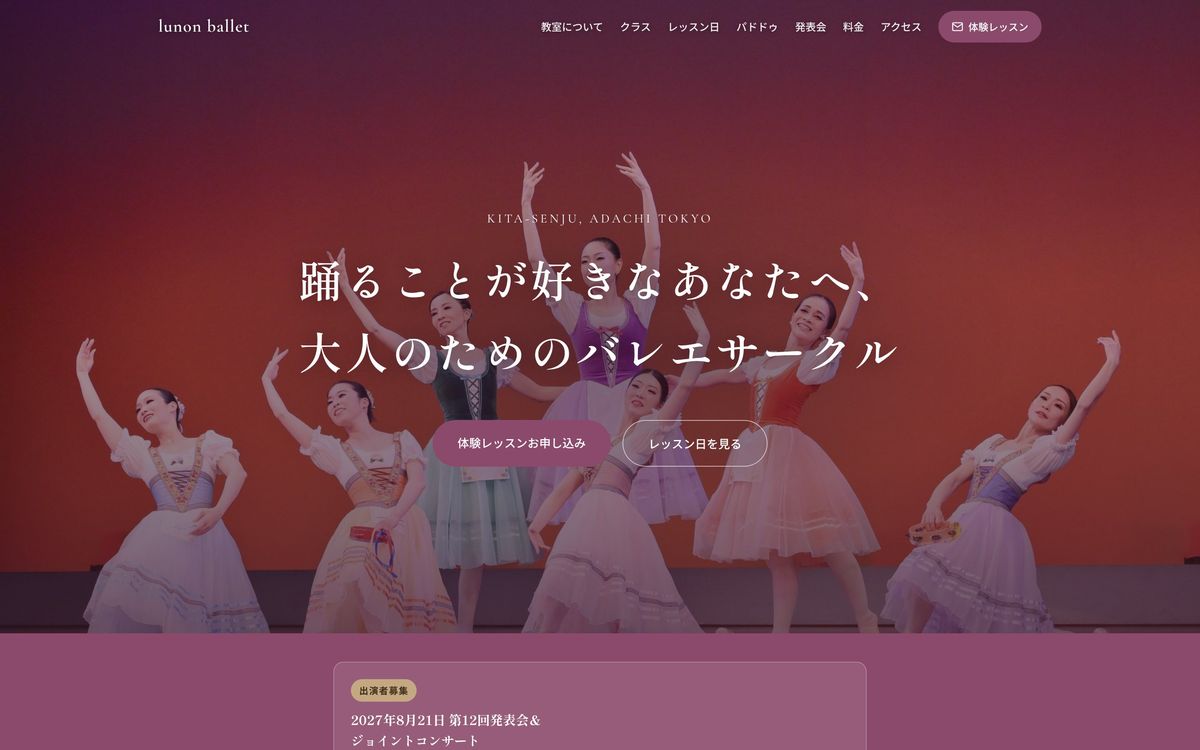 lunon ballet
教室について クラス レッスン日 パドドゥ 発表会 料金 アクセス 体験レッスン
KITA-SENJU, ADACHI TOKYO
踊ることが好きなあなたへ、
大人のためのバレエサークル
体験レッスンお申し込み レッスン日を見る
出演者募集
2027年8月21日 第12回発表会&
ジョイントコンサート